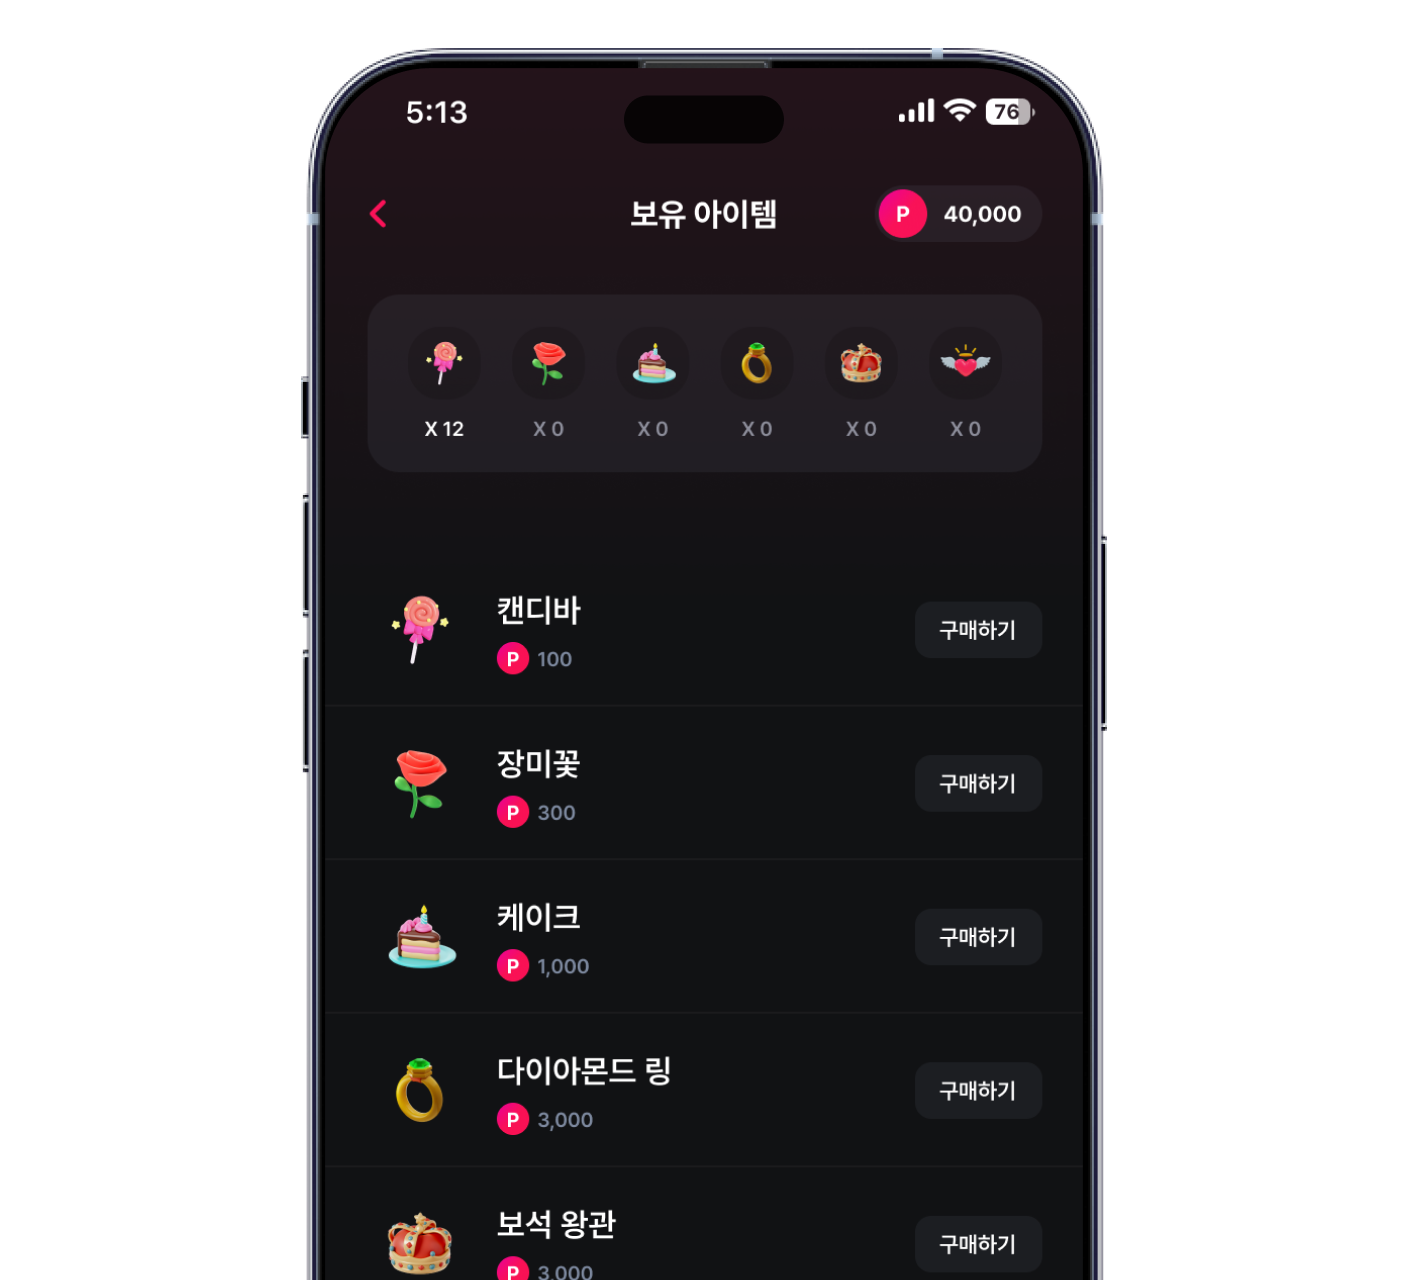 5:13
76
보유 아이템
P 40,000
X 12 X 0 X 0 X 0 X 0 X 0
캔디바
P 100
구매하기
장미꽃
P 300
구매하기
케이크
P 1,000
구매하기
다이아몬드 링
P 3,000
구매하기
보석 왕관
P 3,000
구매하기